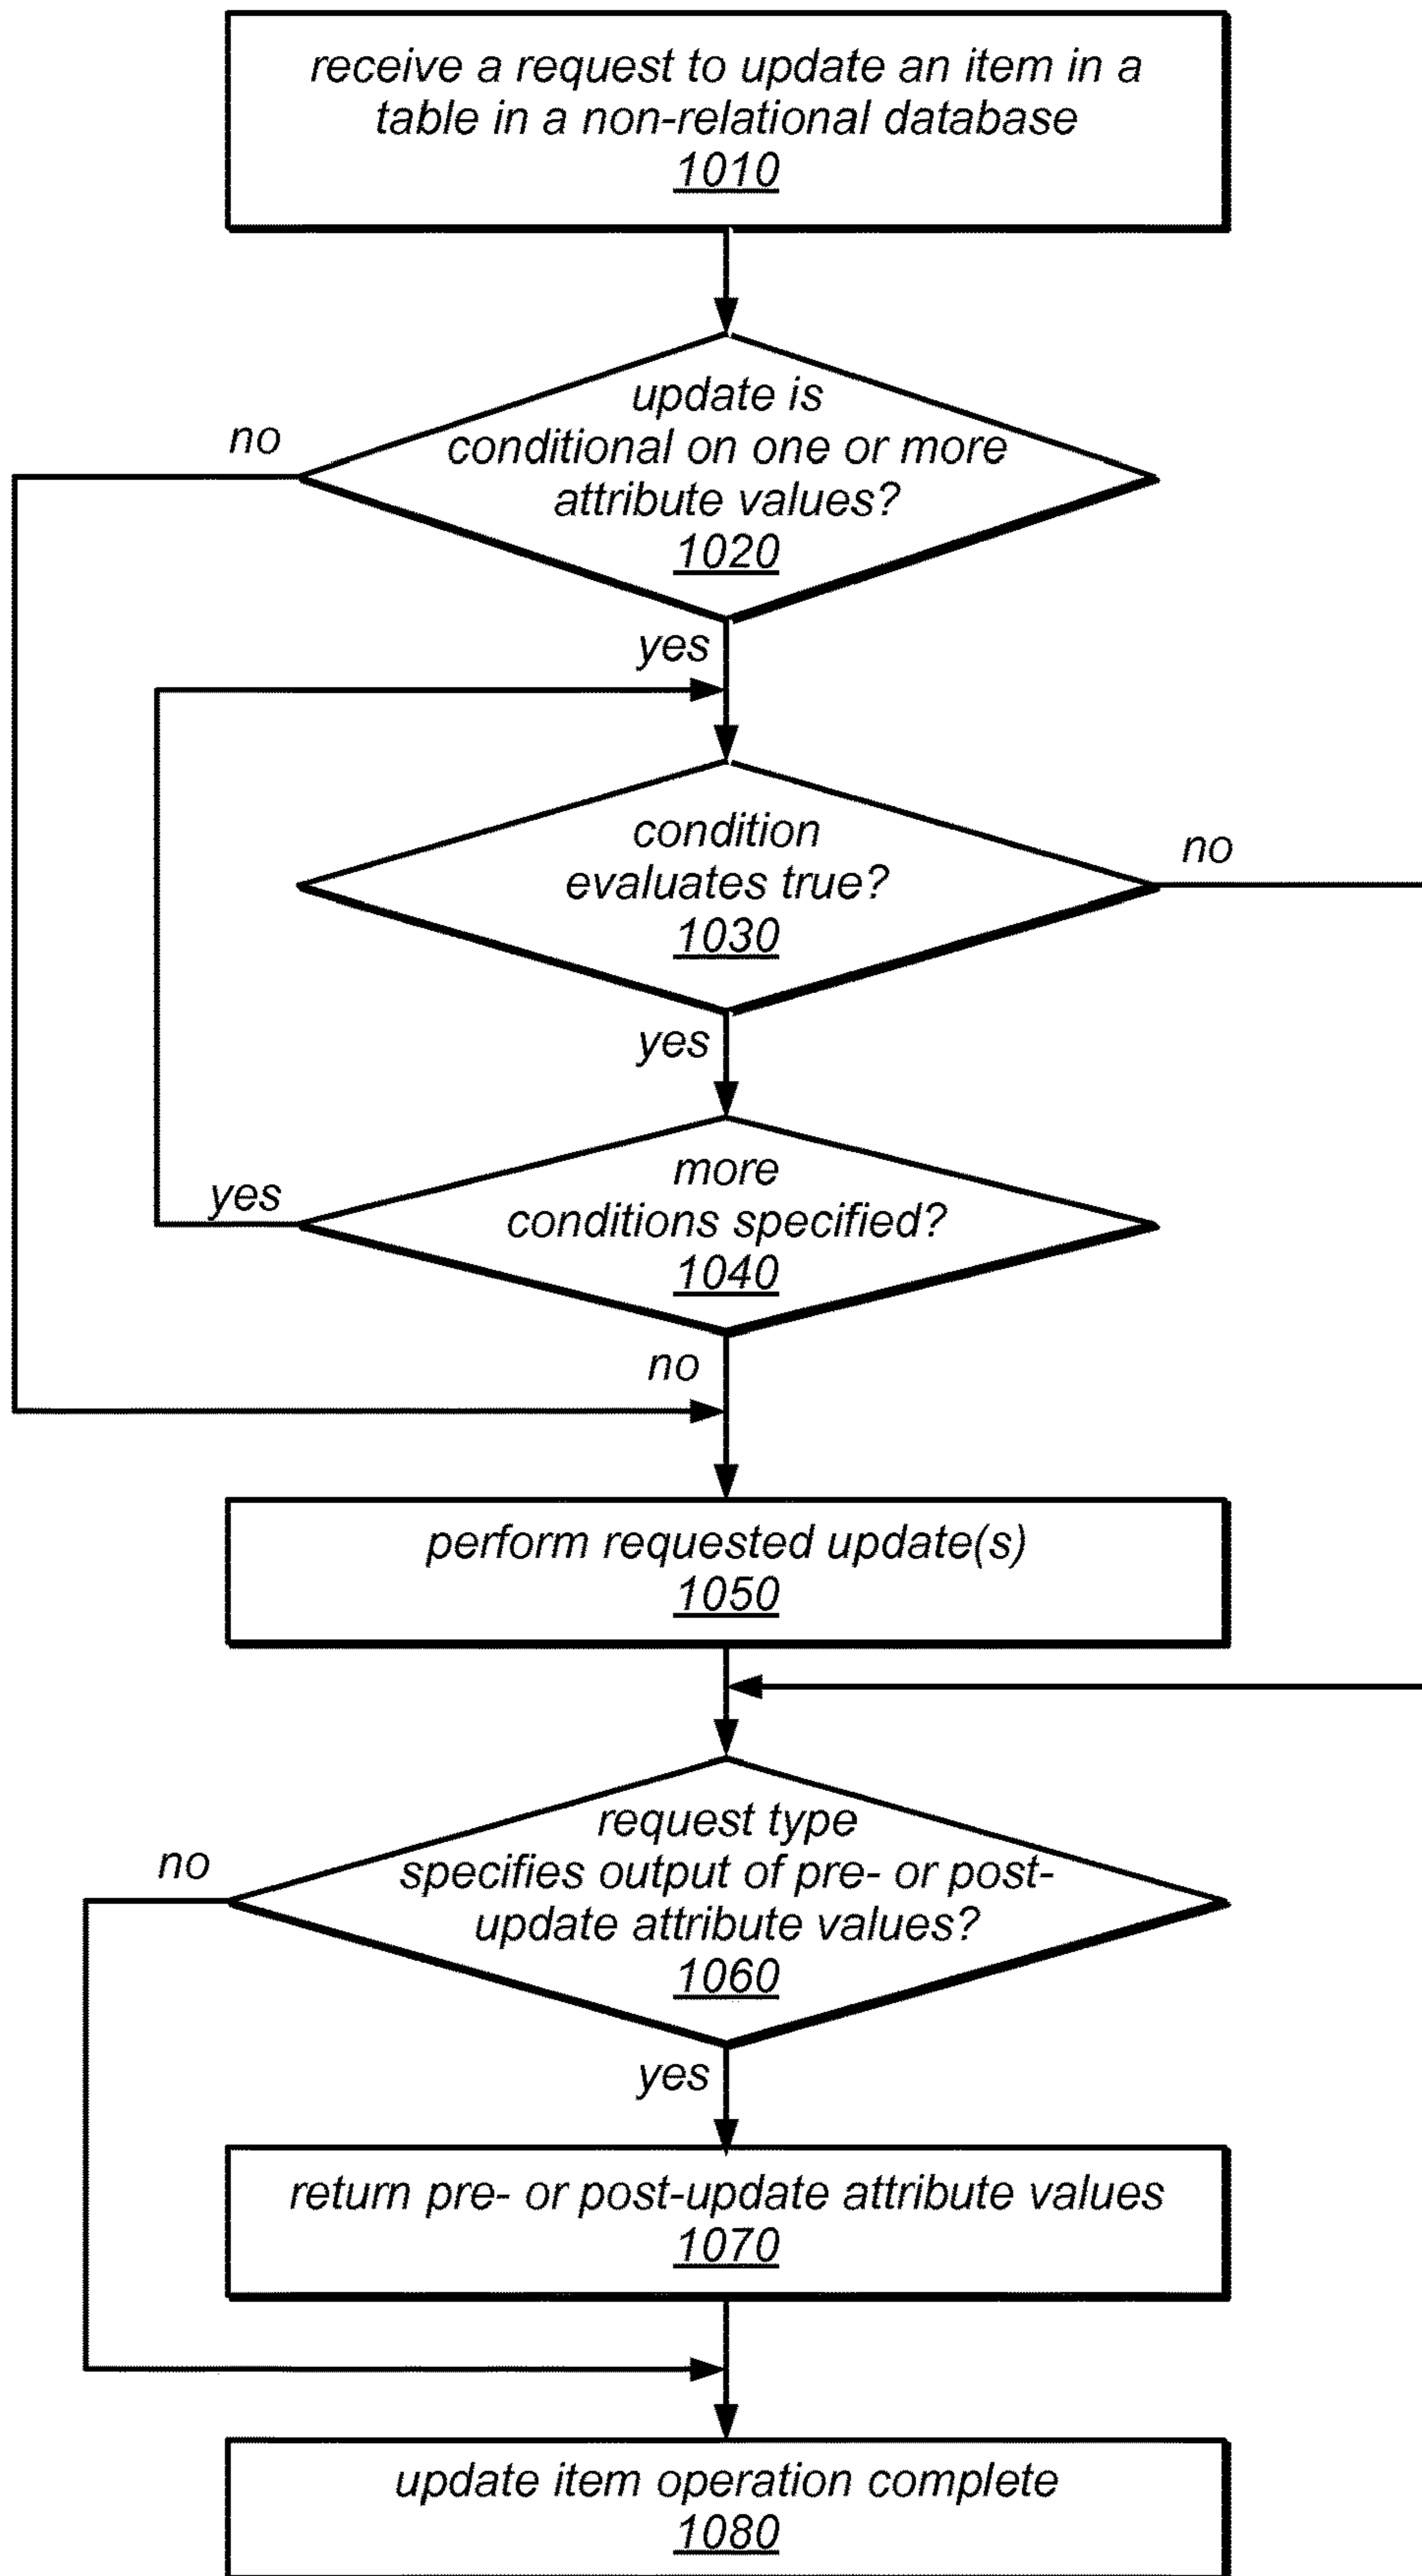 receive a request to update an item in a
table in a non-relational database
1010
update is
conditional on one or more
attribute values?
1020
no
yes
condition
evaluates true?
1030
no
yes
more
conditions specified?
1040
yes
no
perform requested update(s)
1050
request type
specifies output of pre- or post-
update attribute values?
1060
no
yes
return pre- or post-update attribute values
1070
update item operation complete
1080